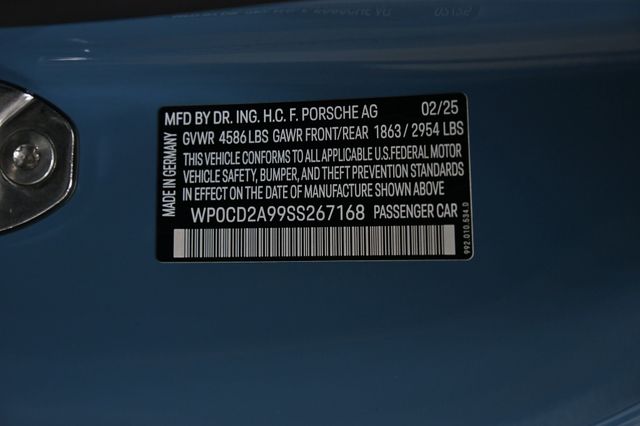 MFD BY DR. ING. H.C. F. PORSCHE AG 02/25
GVWR 4586 LBS GAWR FRONT/REAR 1863 / 2954 LBS
THIS VEHICLE CONFORMS TO ALL APPLICABLE U.S.FEDERAL MOTOR
VEHICLE SAFETY, BUMPER, AND THEFT PREVENTION STANDARDS
IN EFFECT ON THE DATE OF MANUFACTURE SHOWN ABOVE
WP0CD2A99SS267168 PASSENGER CAR
MADE IN GERMANY
992 010 534 D